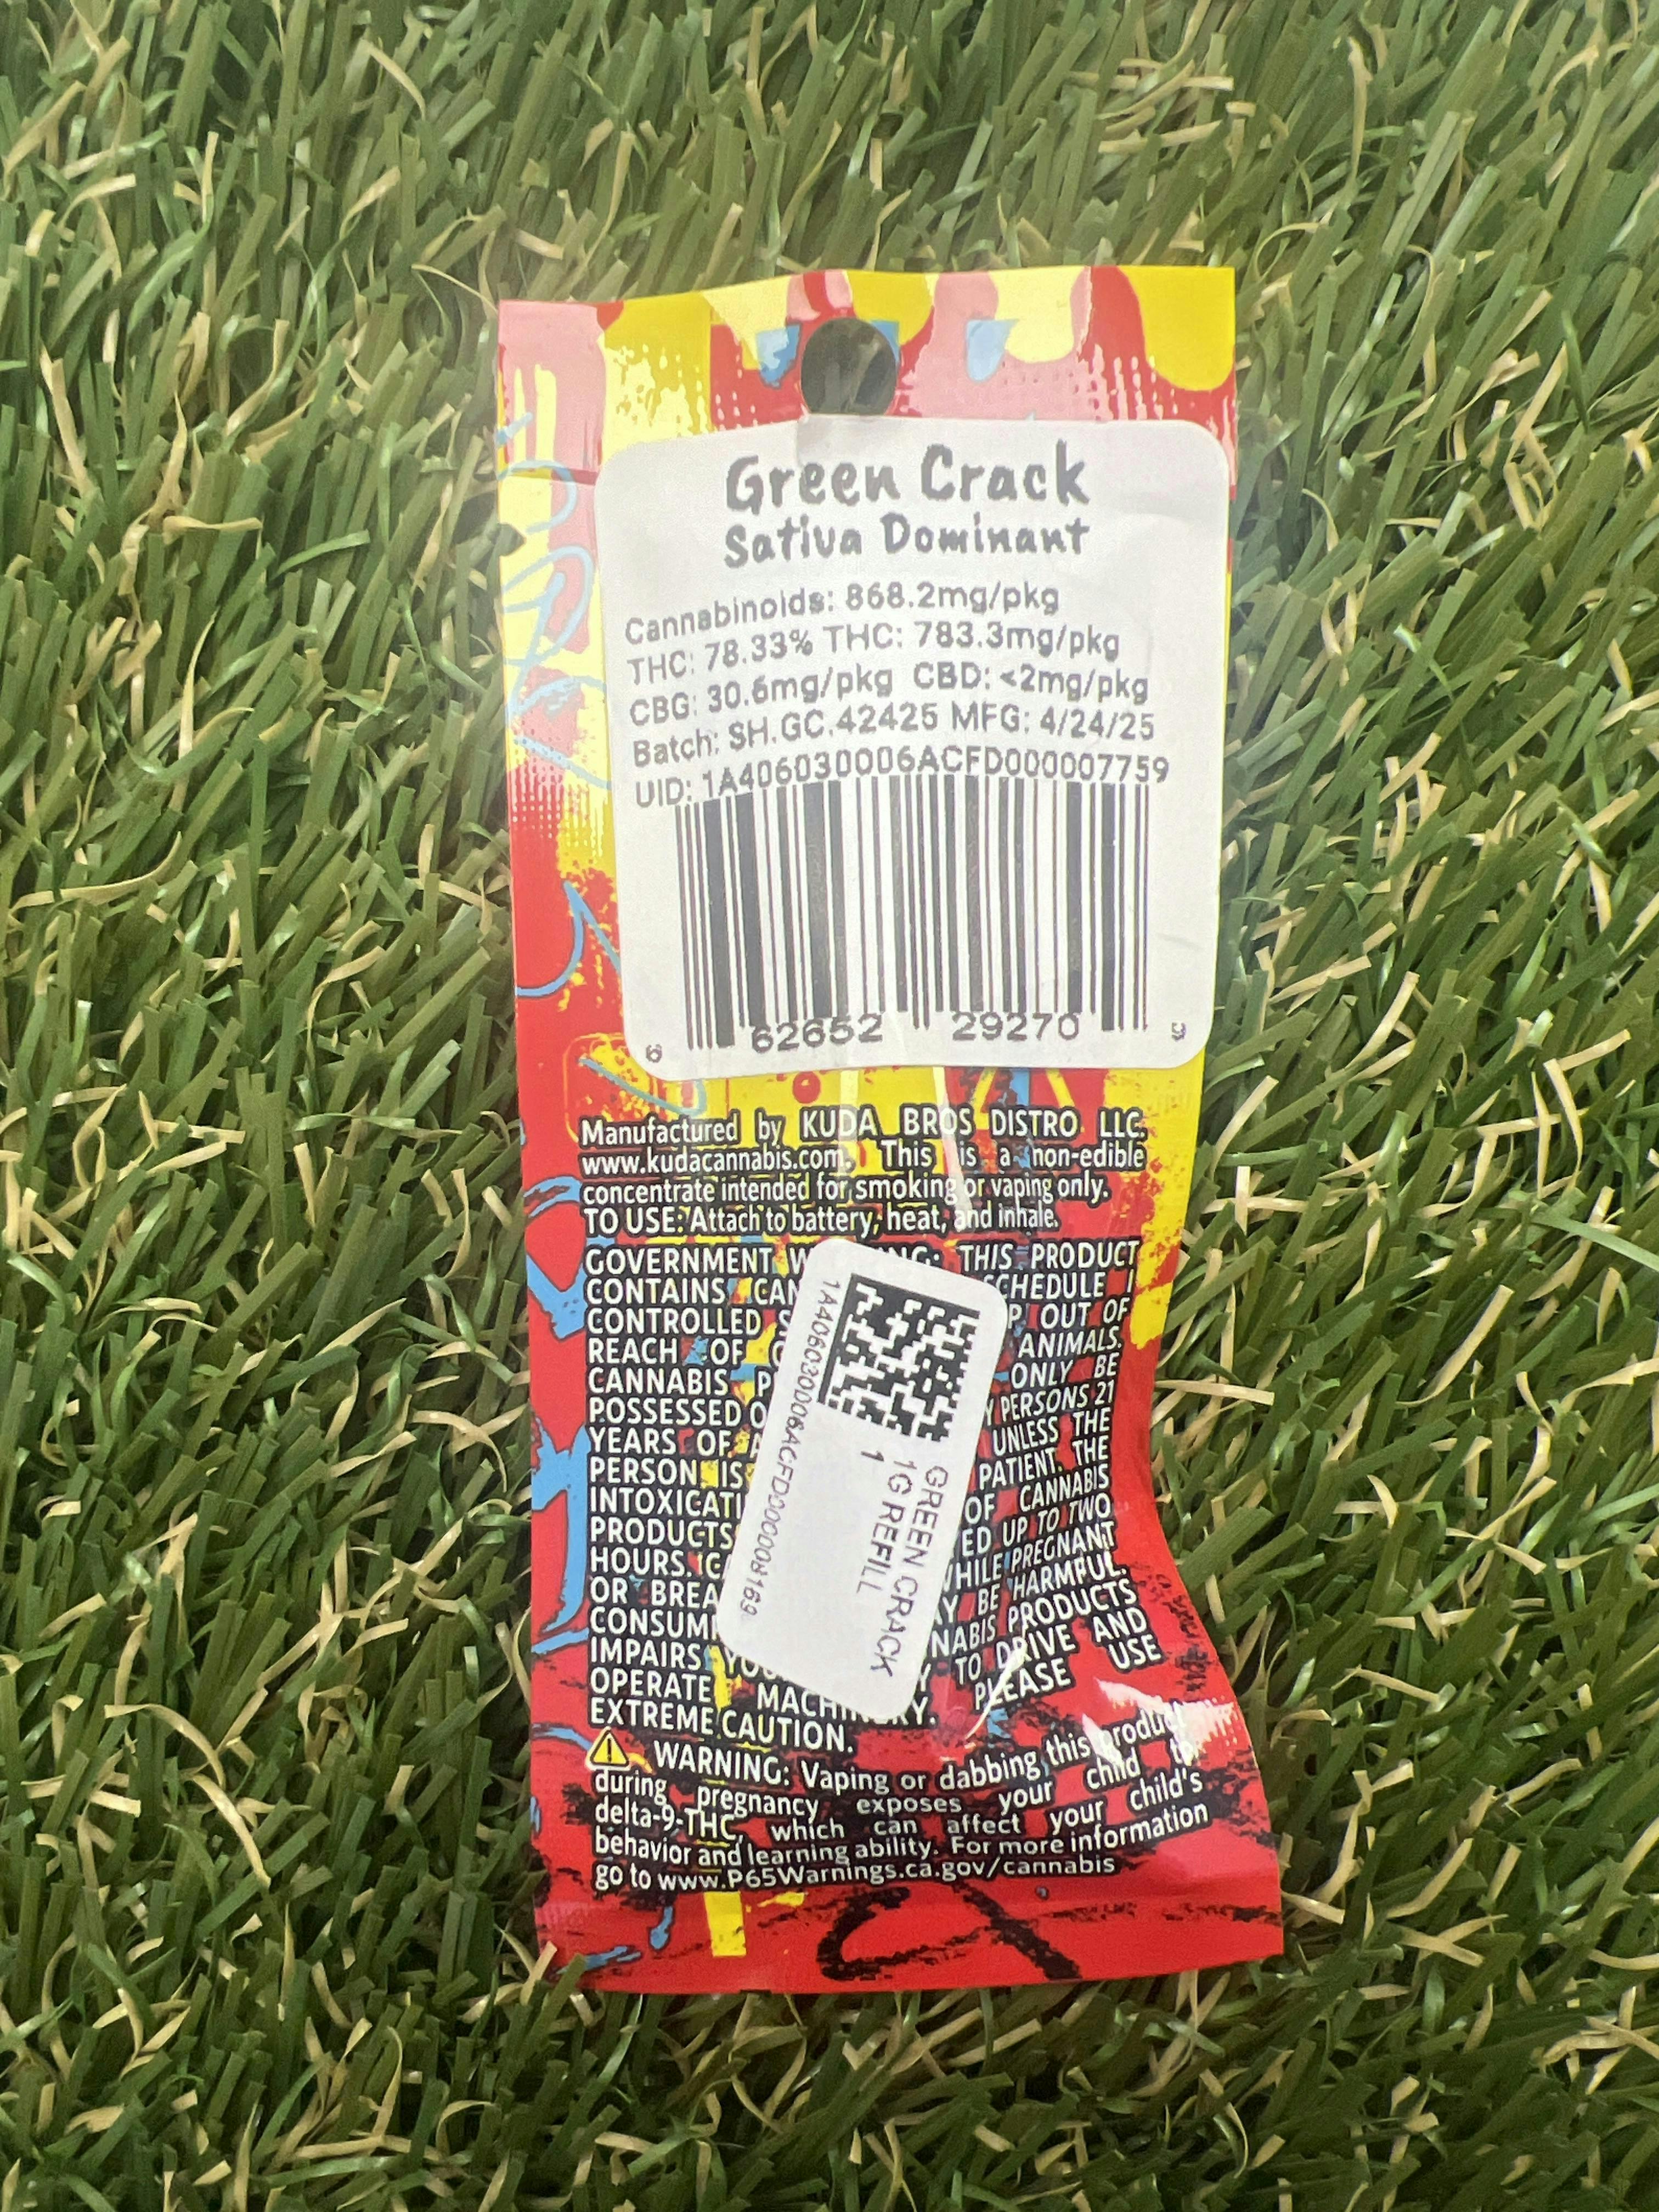 Green Crack
Sativa Dominant
Cannabinoids: 868.2mg/pkg
THC: 78.33% THC: 783.3mg/pkg
CBG: 30.6mg/pkg CBD: <2mg/pkg
Batch: SH.GC.42425 MFG: 4/24/25
UID: 1A406030006ACFD000007759
6 62652 29270 9
Manufactured by KUDA BROS DISTRO LLC.
www.kudacannabis.com. This is a non-edible
concentrate intended for smoking or vaping only.
TO USE: Attach to battery, heat, and inhale.
GOVERNMENT THIS PRODUCT
CONTAINS SCHEDULE I
CONTROLLED OUT OF
REACH OF ANIMALS.
CANNABIS ONLY BE
POSSESSED PERSONS 21
YEARS OF UNLESS THE
PERSON IS PATIENT. THE
OF CANNABIS
PRODUCTS UP TO TWO
HOURS. WHILE PREGNANT
OR BE HARMFUL.
PRODUCTS
IMPAIRS TO DRIVE AND
OPERATE MACHINERY. PLEASE USE
EXTREME CAUTION.
1A4060300006ACFD000008169
GREEN CRACK
1G REFILL
1
WARNING: Vaping or dabbing this product
during pregnancy exposes your child to
delta-9-THC, which can affect your child's
behavior and learning ability. For more information
go to www.P65Warnings.ca.gov/cannabis